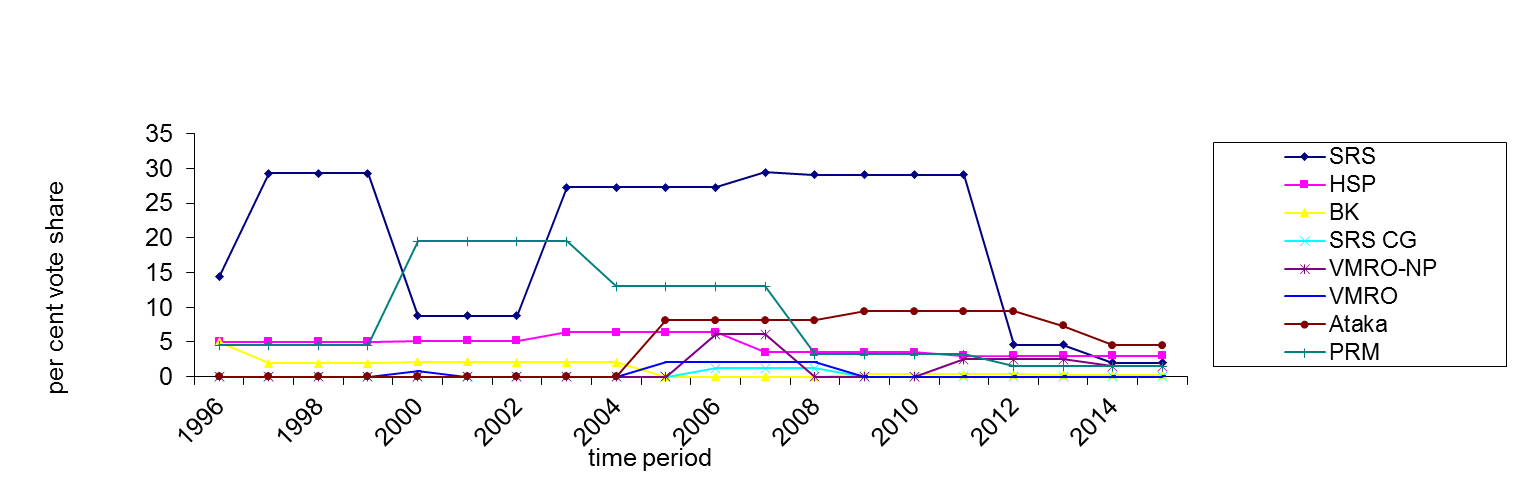 35
30
25
20
15
10
5
0
per cent vote share
1996 1998 2000 2002 2004 2006 2008 2010 2012 2014
time period
SRS
HSP
BK
SRS CG
VMRO-NP
VMRO
Ataka
PRM